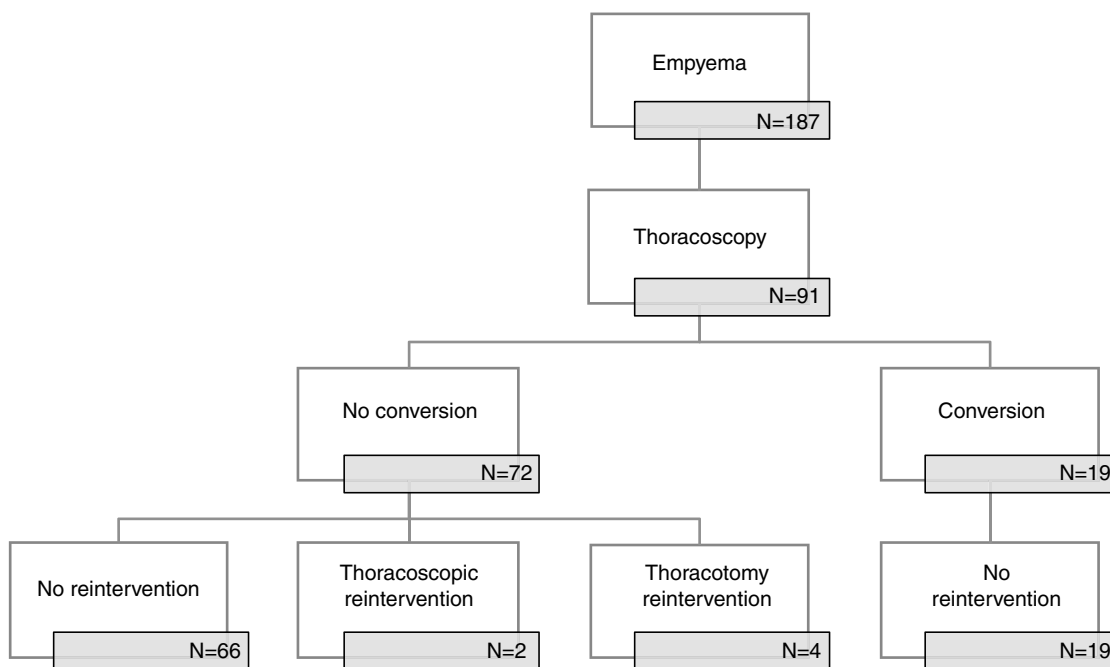 Empyema
N=187
Thoracoscopy
N=91
No conversion
N=72
Conversion
N=19
No reintervention
N=66
Thoracoscopic
reintervention
N=2
Thoracotomy
reintervention
N=4
No
reintervention
N=19